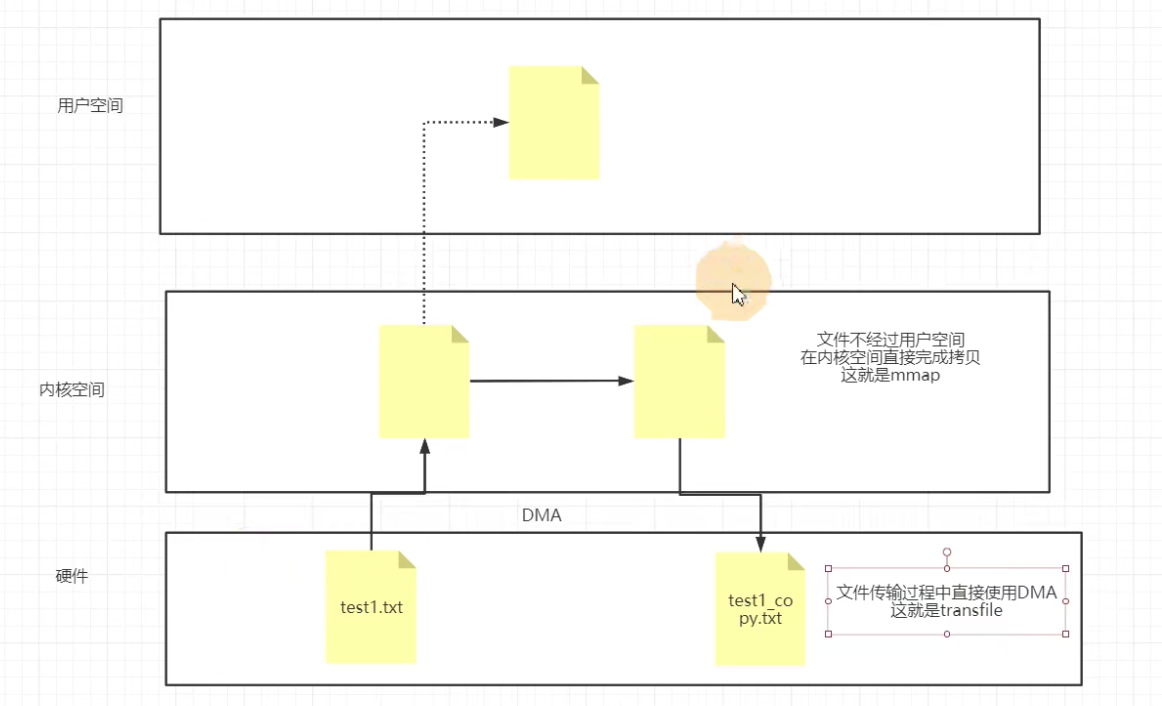 用户空间
文件不经过用户空间
在内核空间直接完成拷贝
这就是mmap
内核空间
DMA
硬件
test1.txt
test1_co
py.txt
文件传输过程中直接使用DMA
这就是transfile